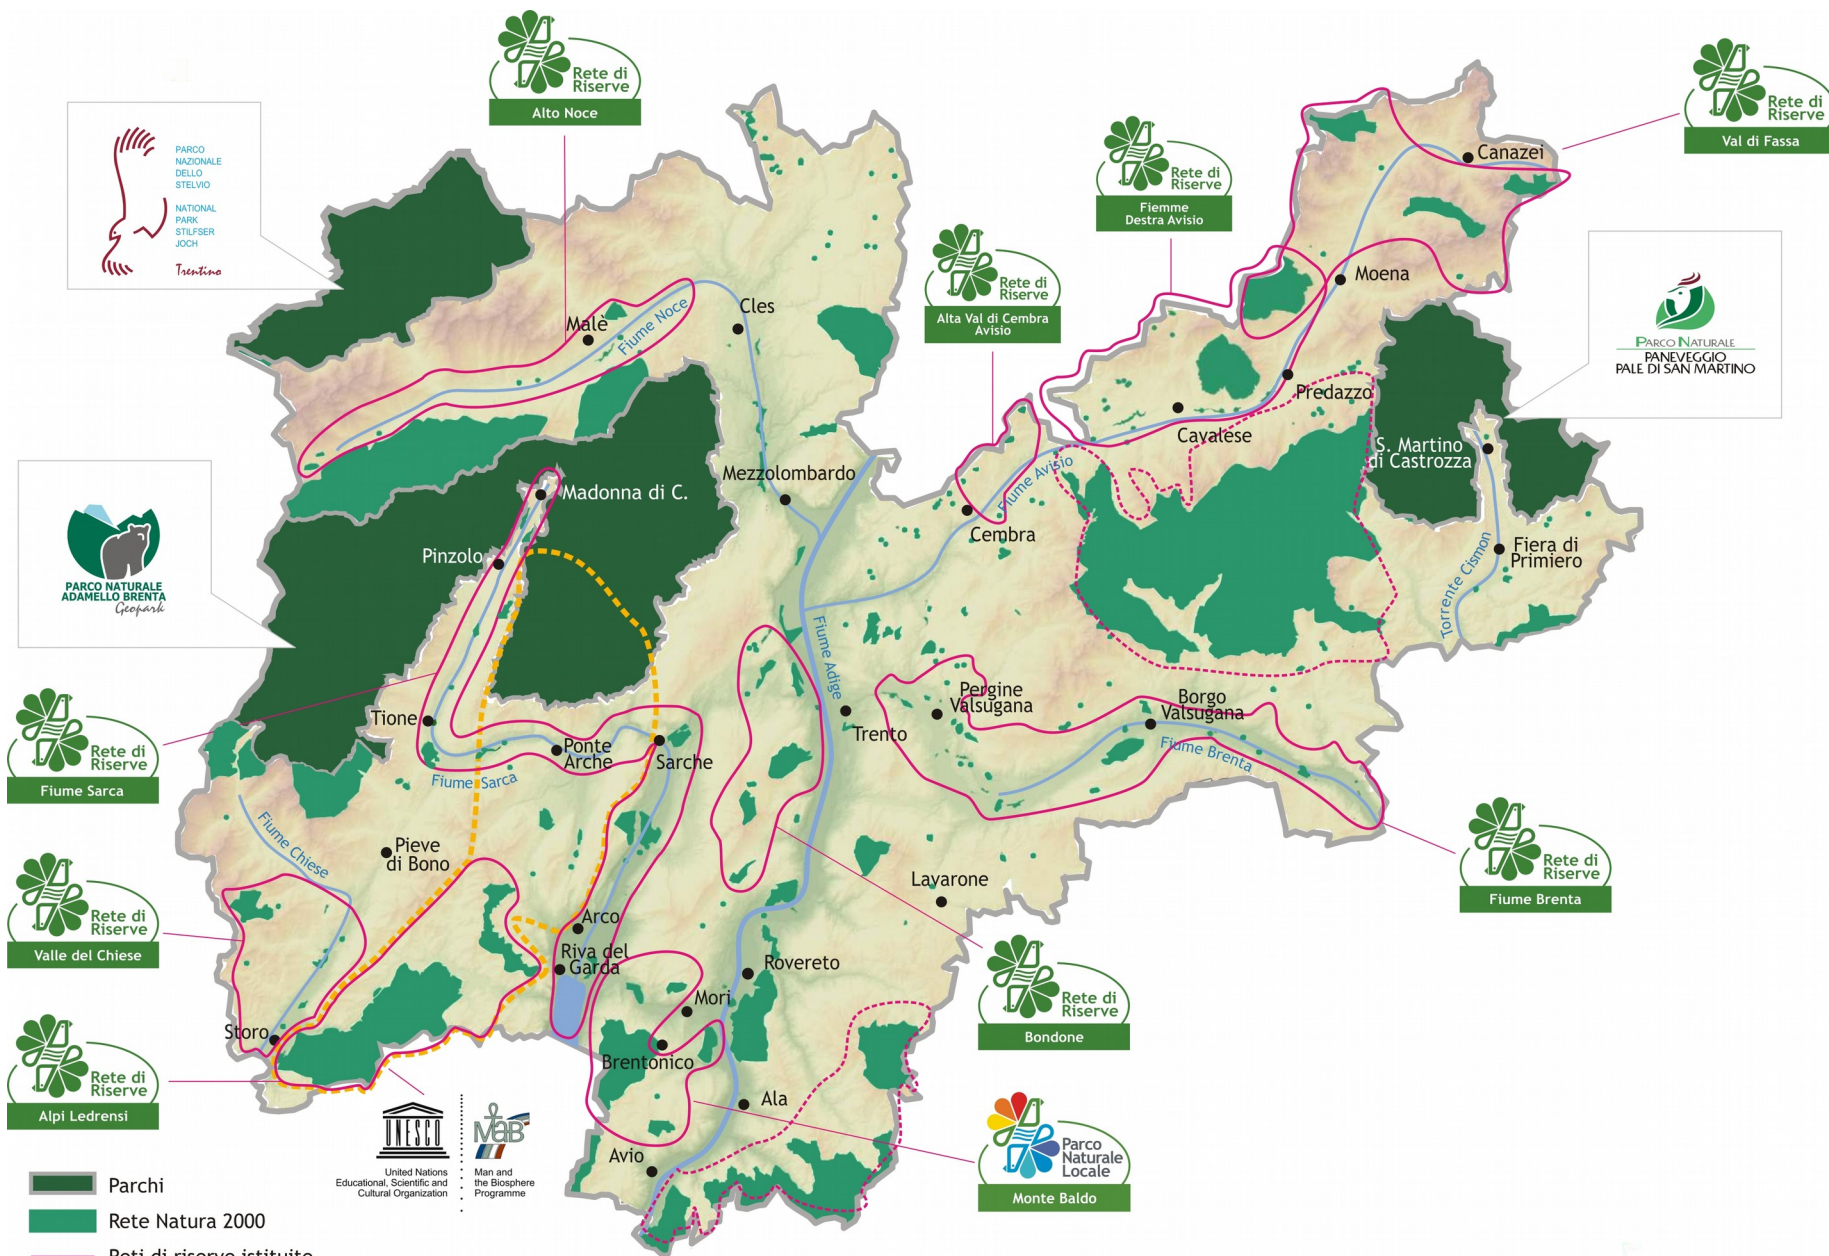 Rete di
Riserve
Alto Noce
Rete di
Riserve
Val di Fassa
Rete di
Riserve
Fiemme
Destra Avisio
Rete di
Riserve
Alta Val di Cembra
Avisio
PARCO
NAZIONALE
DELLO
STELVIO
NATIONAL
PARK
STILFSER
JOCH
Trentino
PARCO NATURALE
PANEVEGGIO
PALE DI SAN MARTINO
PARCO NATURALE
ADAMELLO BRENTA
Geopark
Canazei
Moena
Predazzo
Cavalese
S. Martino
di Castrozza
Fiera di
Primiero
Torrente Cismon
Malè
Fiume Noce
Cles
Mezzolombardo
Fiume Avisio
Cembra
Madonna di C.
Pinzolo
Fiume Adige
Tione
Ponte
Arche
Sarche
Fiume Sarca
Trento
Pergine
Valsugana
Borgo
Valsugana
Fiume Brenta
Fiume Chiese
Pieve
di Bono
Lavarone
Arco
Riva del
Garda
Rovereto
Mori
Storo
Brentonico
Ala
Avio
Rete di
Riserve
Fiume Sarca
Rete di
Riserve
Valle del Chiese
Rete di
Riserve
Alpi Ledrensi
Rete di
Riserve
Fiume Brenta
Rete di
Riserve
Bondone
Parco
Naturale
Locale
Monte Baldo
UNESCO
United Nations
Educational, Scientific and
Cultural Organization
MaB
Man and
the Biosphere
Programme
Parchi
Rete Natura 2000
Reti di riserve istituite